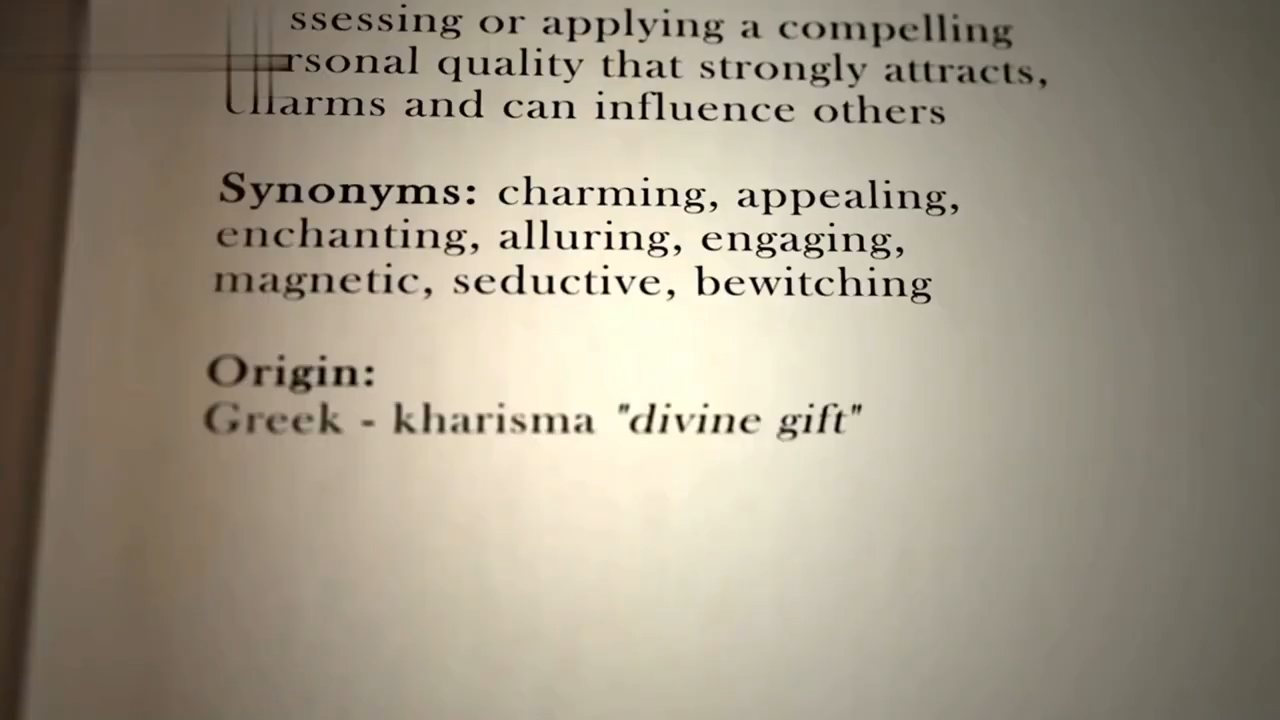 ssessing or applying a compelling
rsonal quality that strongly attracts,
charms and can influence others
Synonyms: charming, appealing,
enchanting, alluring, engaging,
magnetic, seductive, bewitching
Origin:
Greek - kharisma "divine gift"